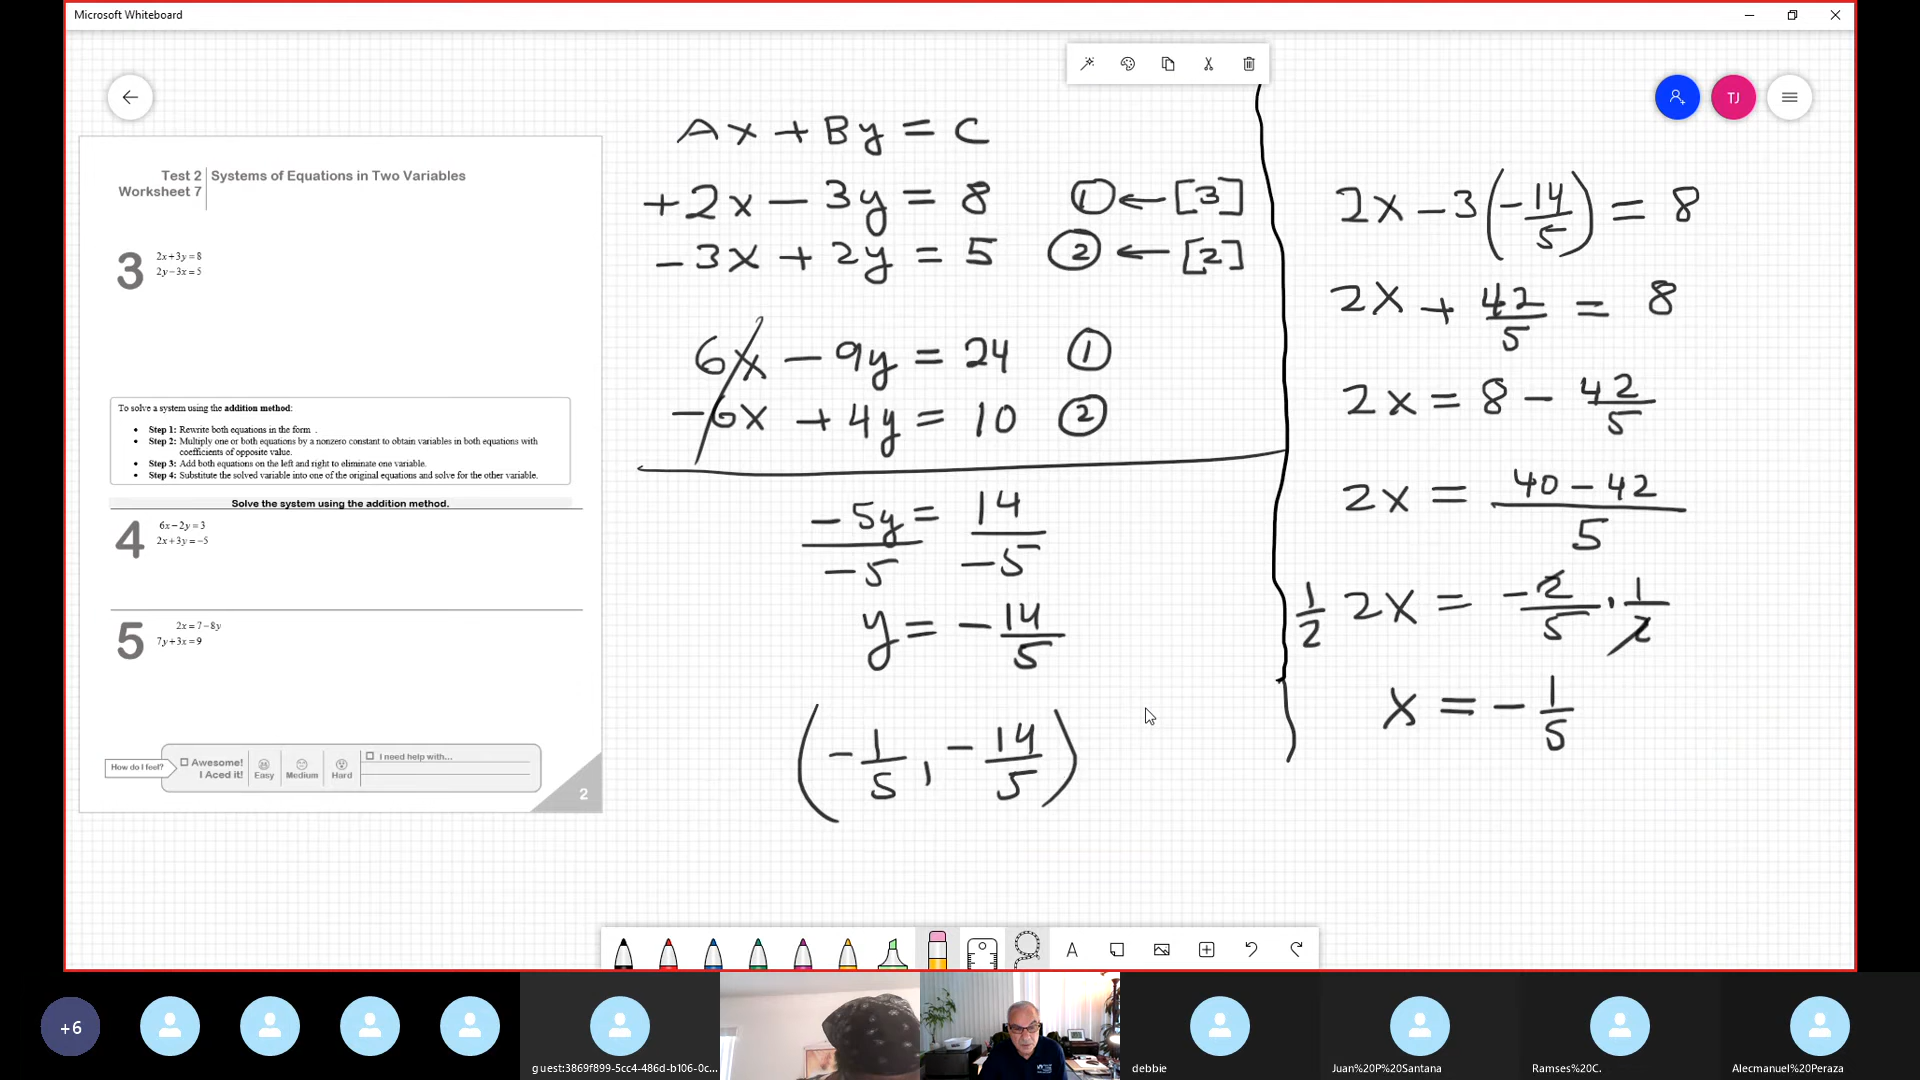 Microsoft Whiteboard
TJ
Test 2 Systems of Equations in Two Variables
Worksheet 7
3
2x+3y=8
2y−3x=5
To solve a system using the addition method:
• Step 1: Rewrite both equations in the form .
• Step 2: Multiply one or both equations by a nonzero constant to obtain variables in both equations with
coefficients of opposite value.
• Step 3: Add both equations on the left and right to eliminate one variable.
• Step 4: Substitute the solved variable into one of the original equations and solve for the other variable.
Solve the system using the addition method.
4
6x−2y=3
2x+3y=−5
5
2x=7−8y
7y+3x=9
How do I feel?
Awesome!
I Aced it!
Easy
Medium
Hard
I need help with...
2
Ax + By = C
+2x − 3y = 8 ① ← [3]
−3x + 2y = 5 ② ← [2]
6x − 9y = 24 ①
−6x + 4y = 10 ②
−5y = 14
−5 −5
y = −14/5
(−1/5, −14/5)
2x − 3(−14/5) = 8
2x + 42/5 = 8
2x = 8 − 42/5
2x = 40 − 42
5
1/2 2x = −2/5 · 1/2
x = −1/5
A
+6
guest:3869f899-5cc4-486d-b106-0c...
debbie
Juan%20P%20Santana
Ramses%20C.
Alecmanuel%20Peraza